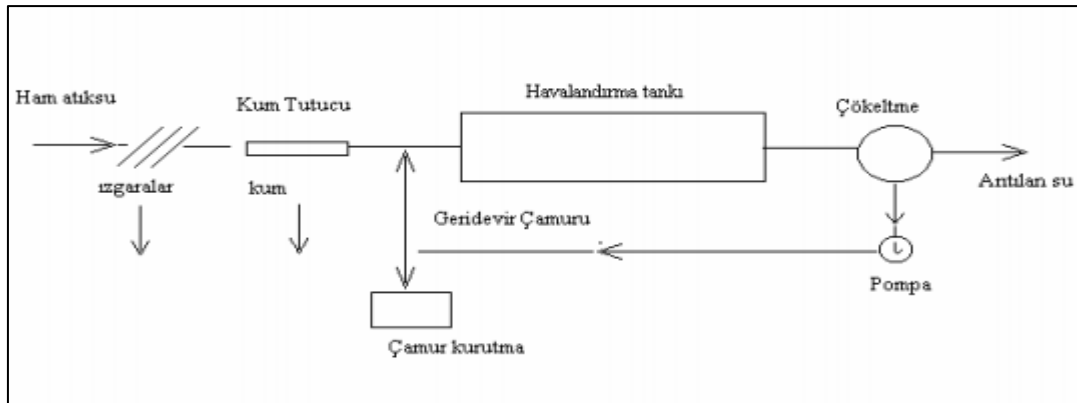 Ham atıksu
Kum Tutucu
Havalandırma tankı
Çökeltme
ızgaralar
kum
Arıtılan su
Geridevir Çamuru
Pompa
Çamur kurutma